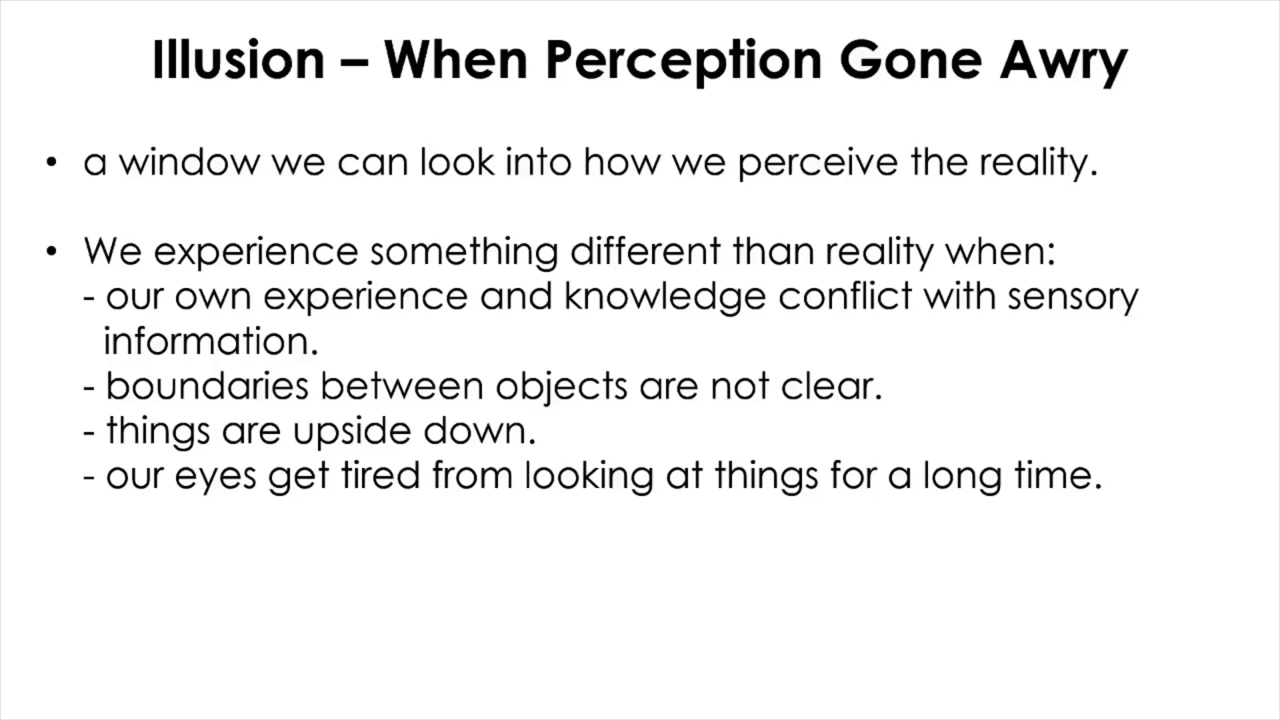 Illusion – When Perception Gone Awry
• a window we can look into how we perceive the reality.
• We experience something different than reality when:
- our own experience and knowledge conflict with sensory
information.
- boundaries between objects are not clear.
- things are upside down.
- our eyes get tired from looking at things for a long time.